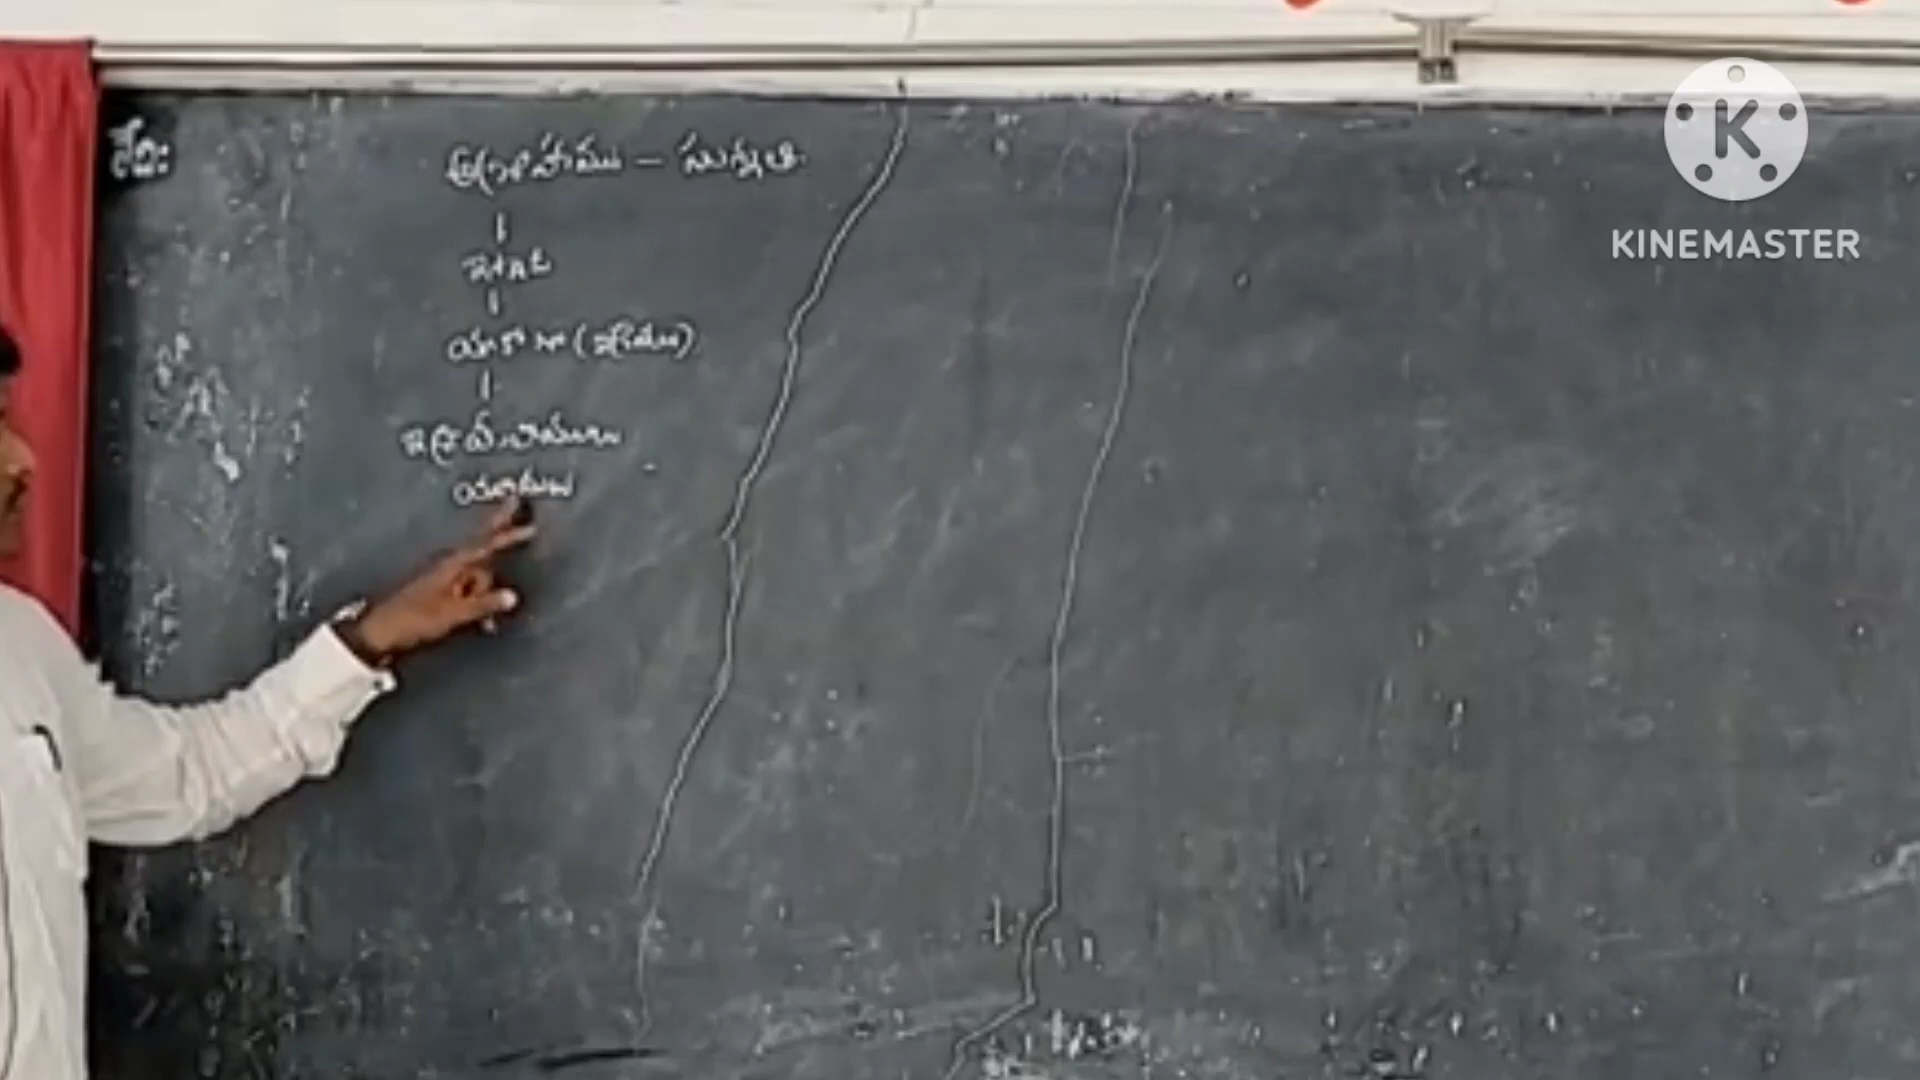 తేది:
అబ్రాహాము - సున్నతి
ఇస్సాకు
యాకోబు (ఇశ్రాయేలు)
ఇశ్రాయేలీయులు
యూదులు
K
KINEMASTER